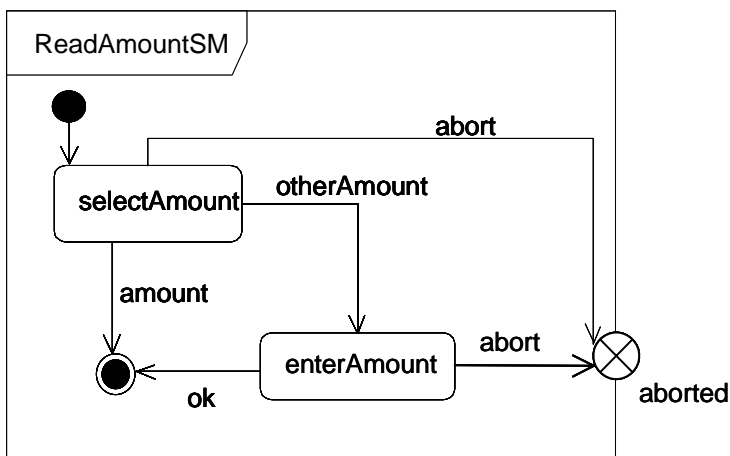 ReadAmountSM
abort
otherAmount
selectAmount
amount
abort
enterAmount
ok
aborted